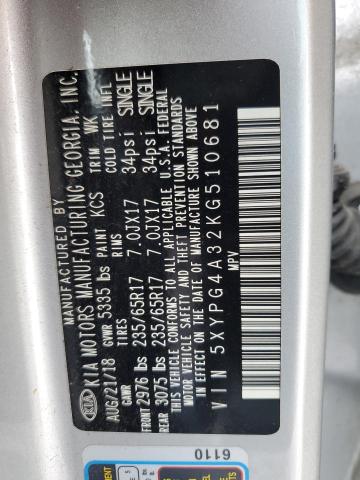 MANUFACTURED BY
KIA MOTORS MANUFACTURING GEORGIA, INC.
KIA
AUG/21/18 GVWR 5335 lbs PAINT KCS TRIM WK
GAWR TIRES RIMS COLD TIRE INFL
FRONT 2976 lbs 235/65R17 7.0JX17 34psi SINGLE
REAR 3075 lbs 235/65R17 7.0JX17 34psi SINGLE
THIS VEHICLE CONFORMS TO ALL APPLICABLE U.S.A. FEDERAL
MOTOR VEHICLE SAFETY AND THEFT PREVENTION STANDARDS
IN EFFECT ON THE DATE OF MANUFACTURE SHOWN ABOVE
VIN 5XYPG4A32KG510681
MPV
6110